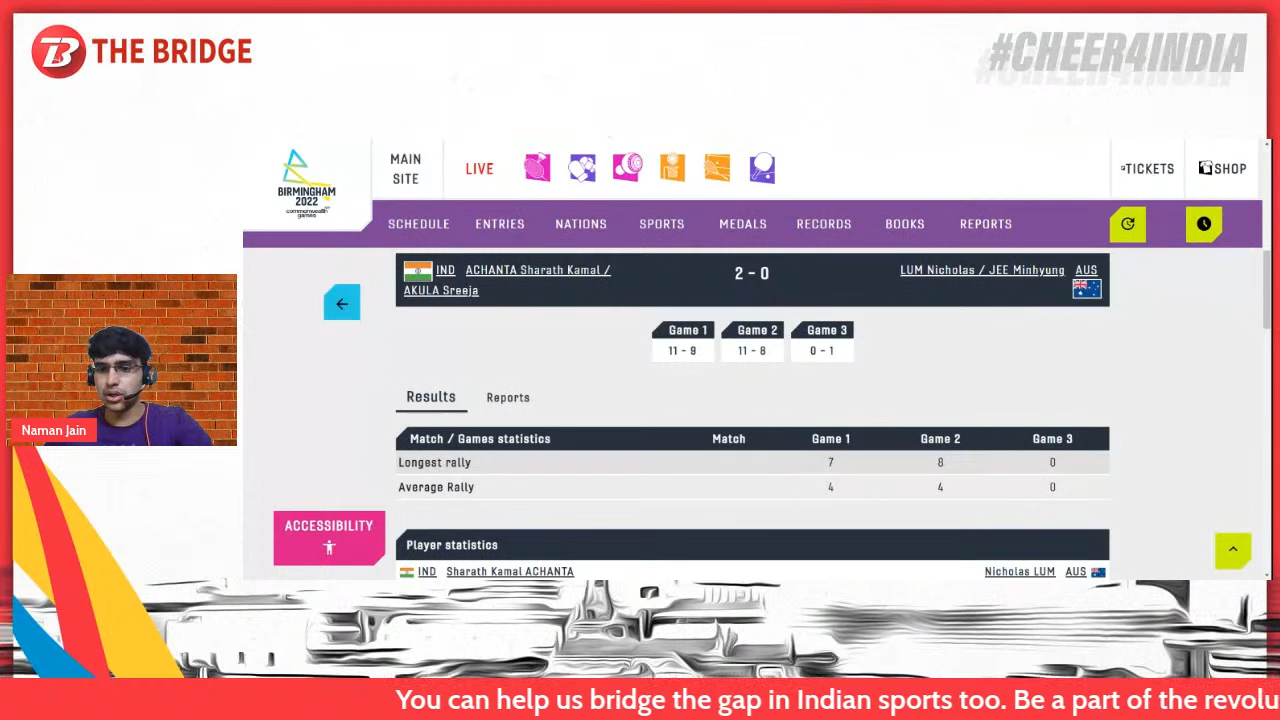 THE BRIDGE
#CHEER4INDIA
BIRMINGHAM
2022
commonwealth
games
MAIN
SITE
LIVE
TICKETS
SHOP
SCHEDULE
ENTRIES
NATIONS
SPORTS
MEDALS
RECORDS
BOOKS
REPORTS
IND ACHANTA Sharath Kamal /
AKULA Sreeja
2 - 0
LUM Nicholas / JEE Minhyung AUS
Game 1 Game 2 Game 3
11 - 9 11 - 8 0 - 1
Results Reports
Match / Games statistics Match Game 1 Game 2 Game 3
Longest rally 7 8 0
Average Rally 4 4 0
Naman Jain
ACCESSIBILITY
Player statistics
IND Sharath Kamal ACHANTA Nicholas LUM AUS
You can help us bridge the gap in Indian sports too. Be a part of the revolu